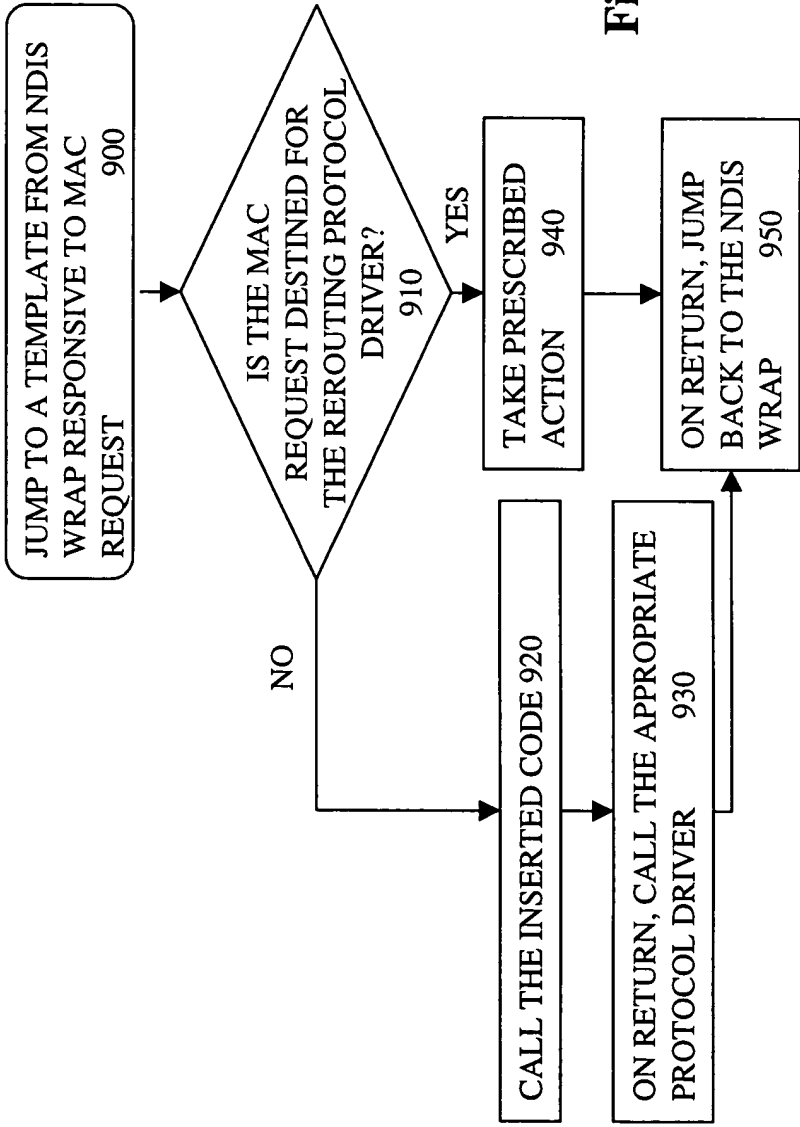 JUMP TO A TEMPLATE FROM NDIS
WRAP RESPONSIVE TO MAC
REQUEST 900
IS THE MAC
REQUEST DESTINED FOR
THE REROUTING PROTOCOL
DRIVER?
910
NO
YES
CALL THE INSERTED CODE 920
ON RETURN, CALL THE APPROPRIATE
PROTOCOL DRIVER 930
TAKE PRESCRIBED
ACTION 940
ON RETURN, JUMP
BACK TO THE NDIS
WRAP 950